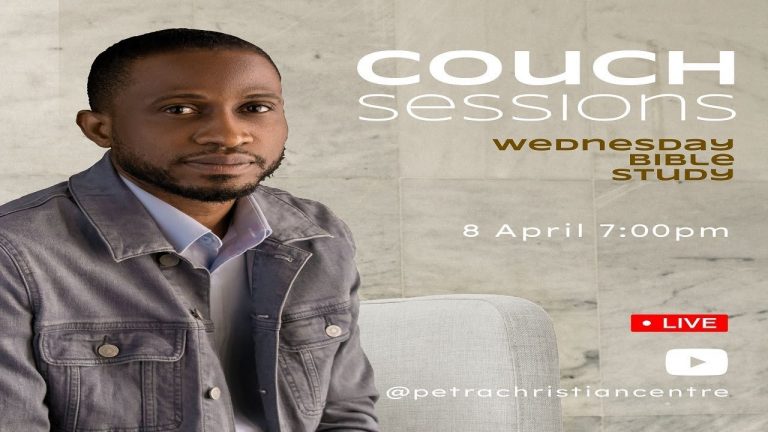 COUCH
sessions
WEDNESDAY
BIBLE
STUDY
8 April 7:00pm
LIVE
@petrachristiancentre